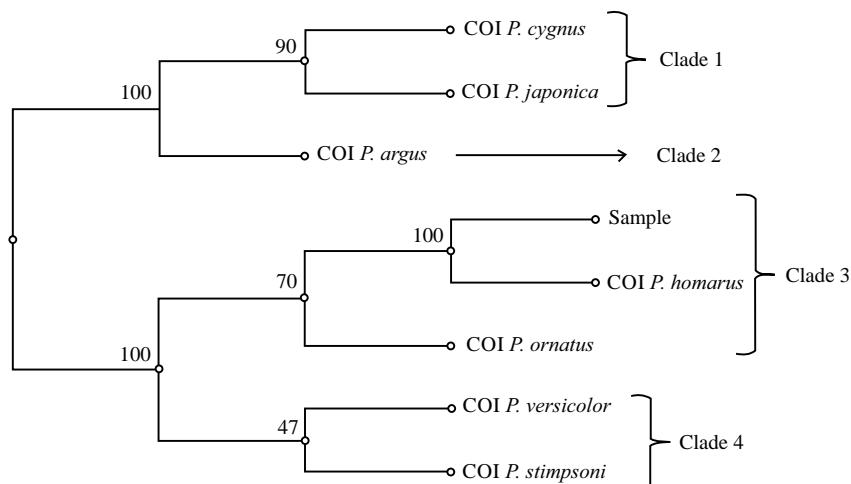 COI P. cygnus
90
Clade 1
COI P. japonica
100
COI P. argus
Clade 2
Sample
100
COI P. homarus
Clade 3
70
COI P. ornatus
100
COI P. versicolor
47
Clade 4
COI P. stimpsoni